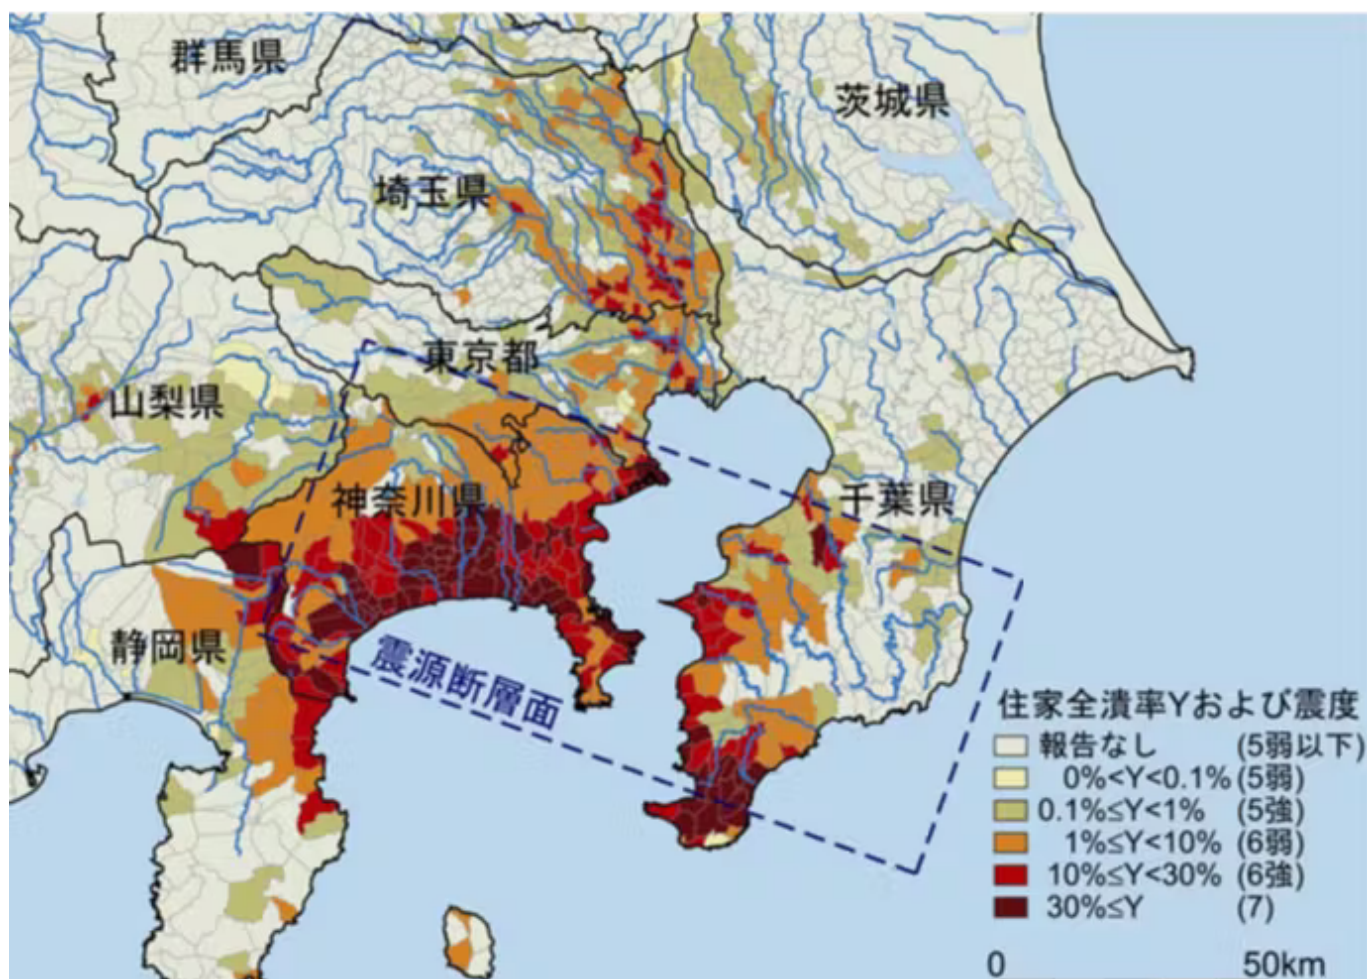 群馬県
茨城県
埼玉県
東京都
山梨県
神奈川県
千葉県
静岡県
震源断層面
住家全潰率Yおよび震度
報告なし (5弱以下)
0%<Y<0.1% (5弱)
0.1%≤Y<1% (5強)
1%≤Y<10% (6弱)
10%≤Y<30% (6強)
30%≤Y (7)
0 50km